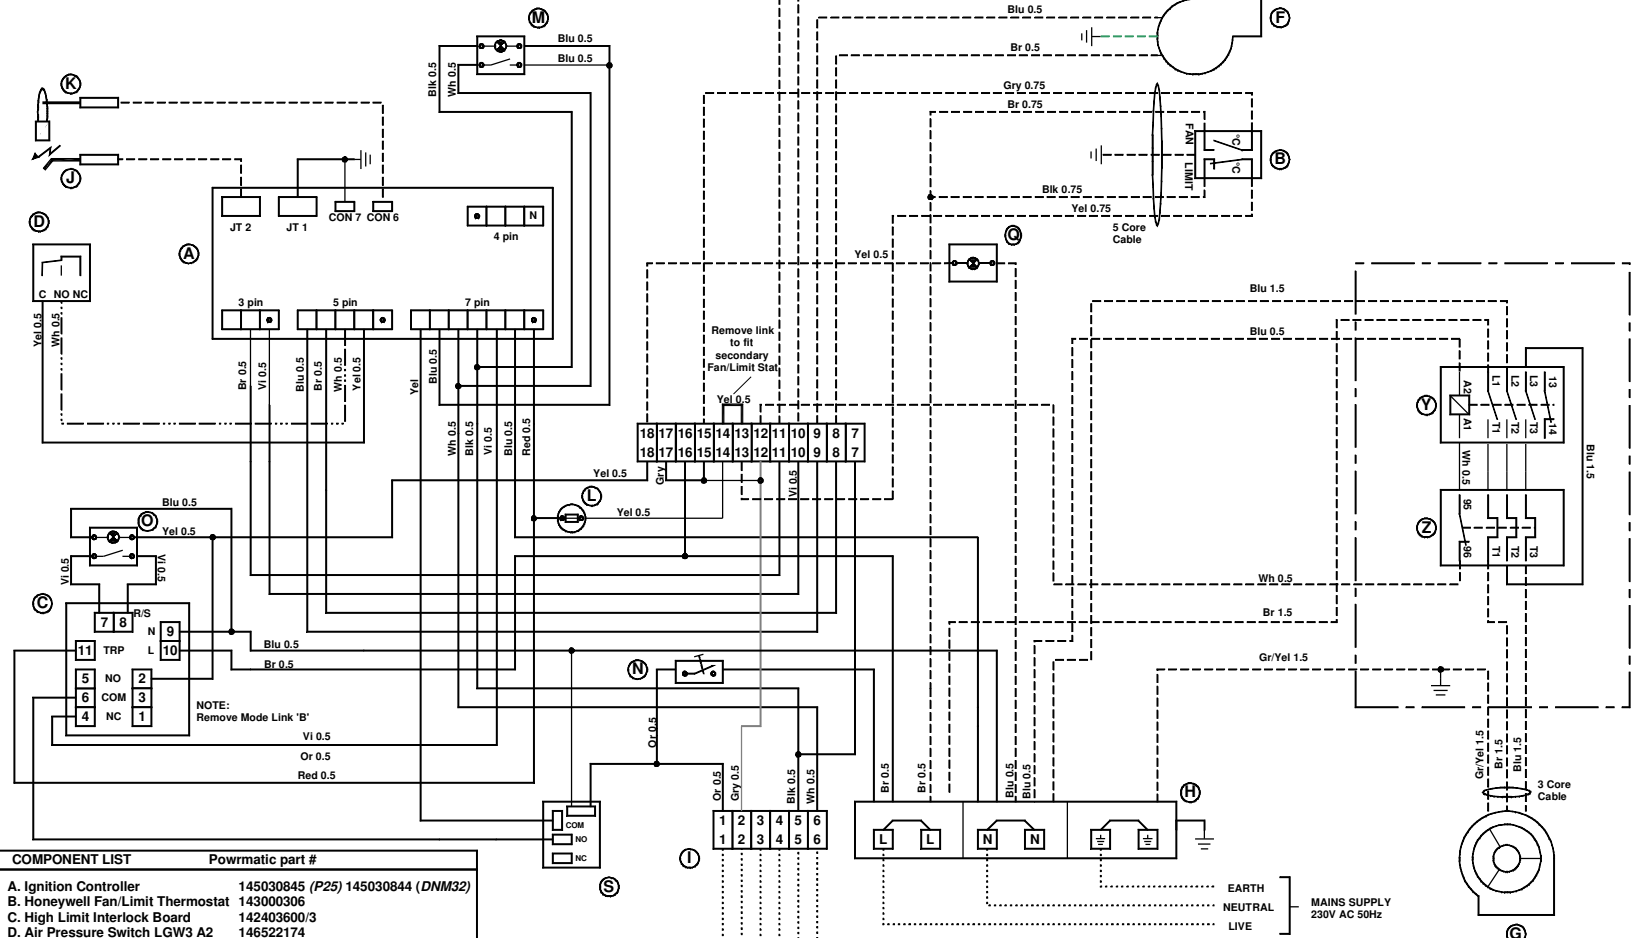 M
Blu 0.5
Blu 0.5
Blk 0.5
Wh 0.5
Blu 0.5
F
Br 0.5
K
Gry 0.75
Br 0.75
FAN
°C
LIMIT
°C
B
J
Blk 0.75
Yel 0.75
5 Core
Cable
D
JT 2
JT 1
CON 7
CON 6
N
4 pin
A
Q
Yel 0.5
C NO NC
3 pin
5 pin
7 pin
Blu 1.5
Blu 0.5
Yel 0.5
Wh 0.5
Br 0.5
Vi 0.5
Blu 0.5
Br 0.5
Wh 0.5
Yel 0.5
Yel
Blu 0.5
Remove link
to fit
secondary
Fan/Limit Stat
Yel 0.5
Wh 0.5
Blk 0.5
Vi 0.5
Blu 0.5
Red 0.5
18 17 16 15 14 13 12 11 10 9 8 7
18 17 16 15 14 13 12 11 10 9 8 7
Y
A2
A1
L1
L2
L3
13
T1
T2
T3
14
Wh 0.5
Blu 1.5
Yel 0.5
Gry
Vi 0.5
L
Yel 0.5
Z
95
96
T1
T2
T3
Blu 0.5
O
Yel 0.5
Vi 0.5
Vi 0.5
Wh 0.5
Br 1.5
C
R/S
7 8
N 9
11 TRP L 10
5 NO 2
6 COM 3
4 NC 1
Blu 0.5
Br 0.5
NOTE:
Remove Mode Link 'B'
N
Gr/Yel 1.5
Or 0.5
Vi 0.5
Or 0.5
Red 0.5
Or 0.5
Gry 0.5
Blk 0.5
Wh 0.5
Br 0.5
Br 0.5
Blu 0.5
Blu 0.5
Gr/Yel 1.5
Br 1.5
Blu 1.5
3 Core
Cable
H
COM
NO
NC
S
1 2 3 4 5 6
1 2 3 4 5 6
I
L L N N
EARTH
NEUTRAL
LIVE
MAINS SUPPLY
230V AC 50Hz
G
COMPONENT LIST Powrmatic part #
A. Ignition Controller 145030845 (P25) 145030844 (DNM32)
B. Honeywell Fan/Limit Thermostat 143000306
C. High Limit Interlock Board 142403600/3
D. Air Pressure Switch LGW3 A2 146522174